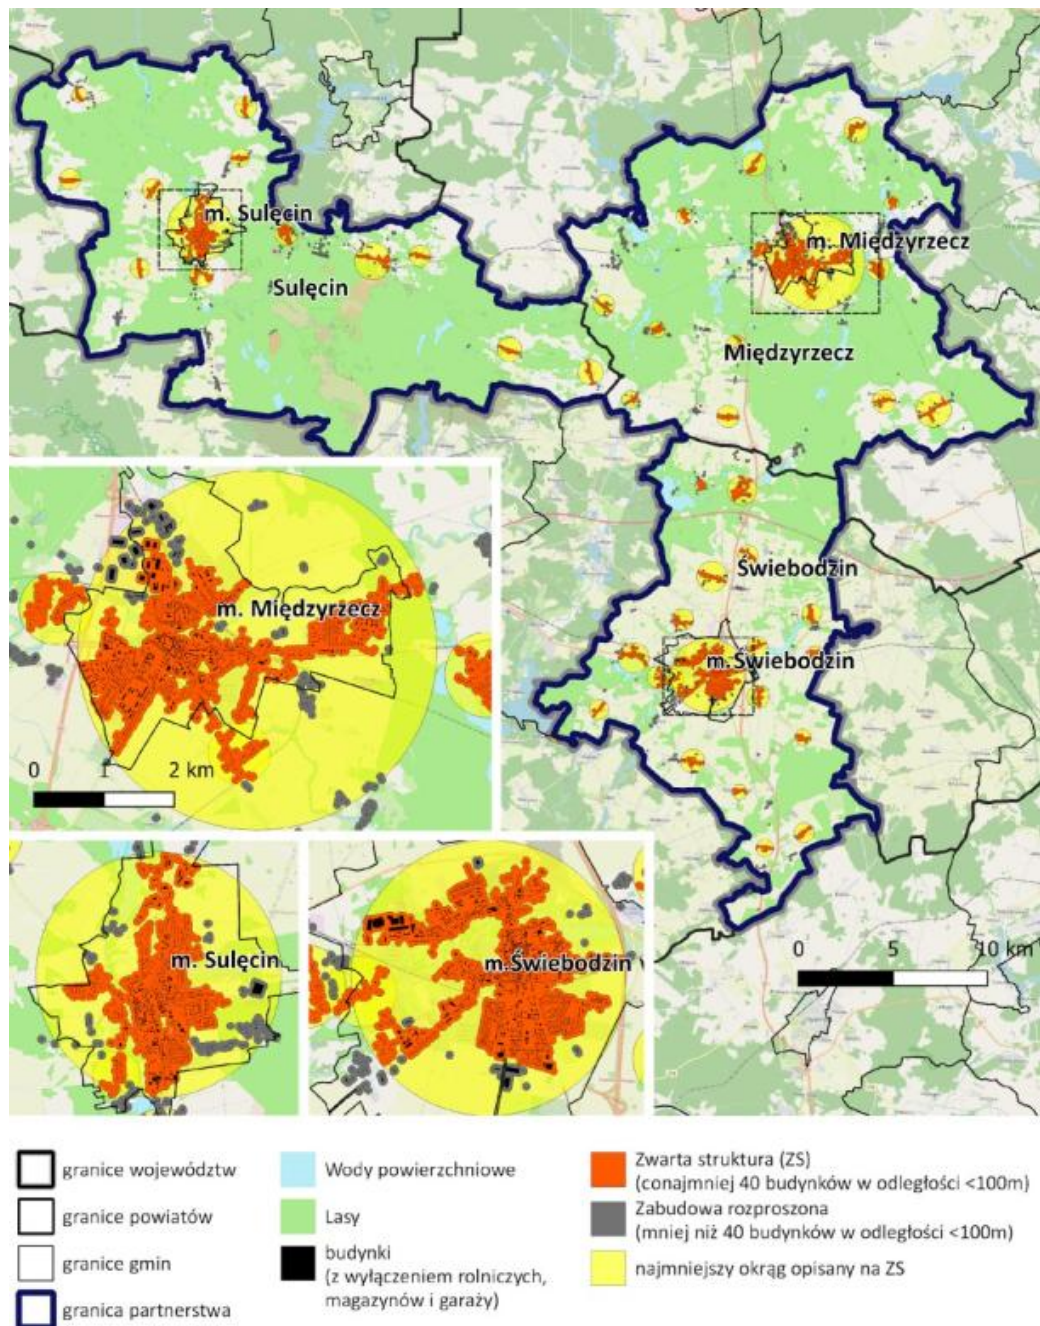 m. Sulęcin
m. Międzyrzecz
Sulęcin
Międzyrzecz
Świebodzin
m.Świebodzin
m. Międzyrzecz
0 1 2 km
m. Sulęcin
m.Świebodzin
0 5 10 km
granice województw
granice powiatów
granice gmin
granica partnerstwa
Wody powierzchniowe
Lasy
budynki
(z wyłączeniem rolniczych,
magazynów i garaży)
Zwarta struktura (ZS)
(conajmniej 40 budynków w odległości <100m)
Zabudowa rozproszona
(mniej niż 40 budynków w odległości <100m)
najmniejszy okrąg opisany na ZS